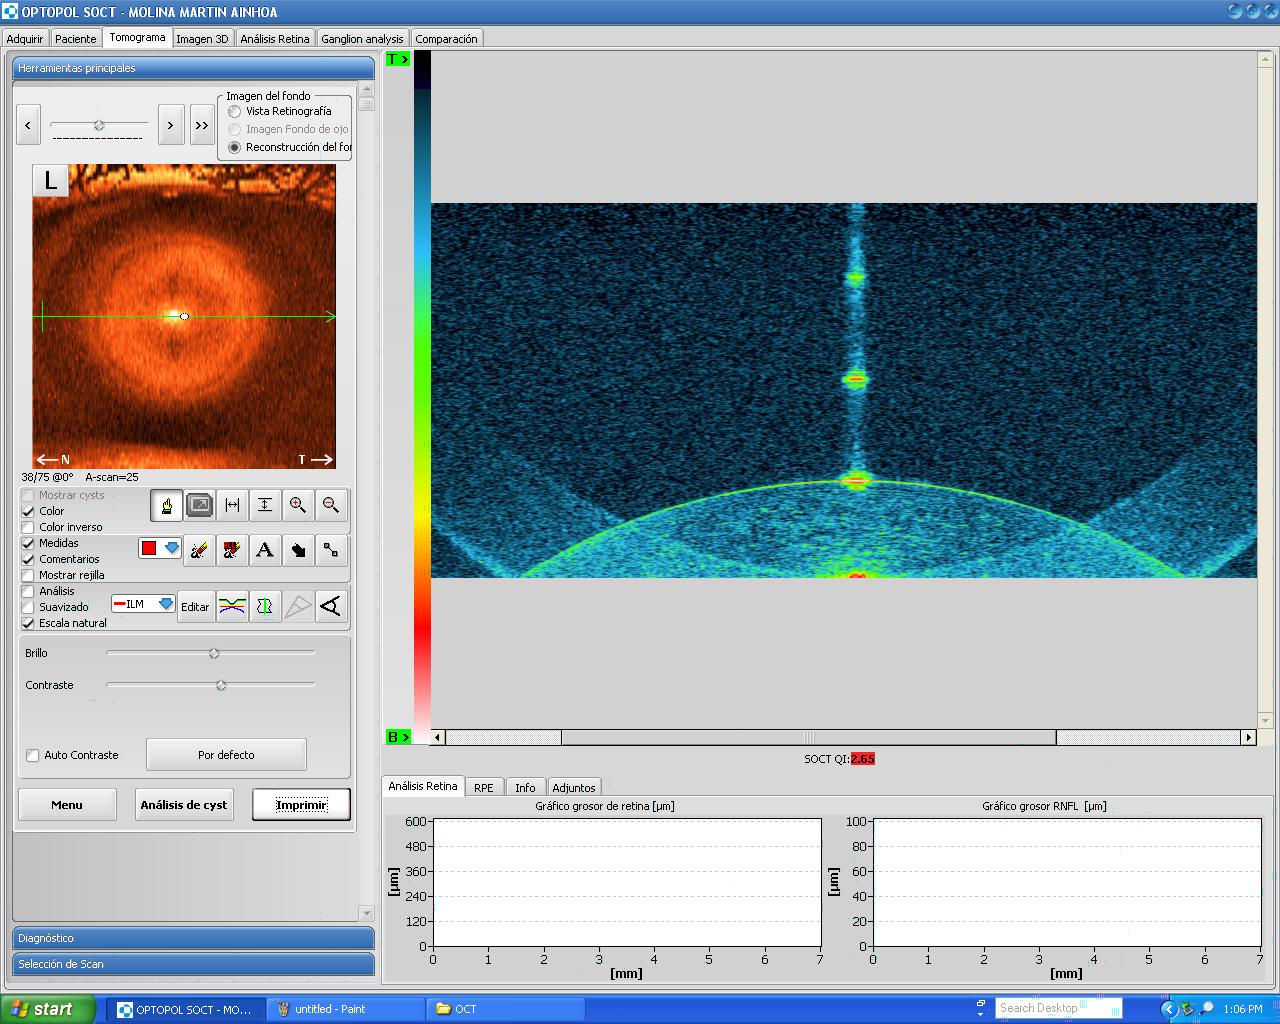 OPTOPOL SOCT - MOLINA MARTIN AINHOA
Adquirir Paciente Tomograma Imagen 3D Análisis Retina Ganglion analysis Comparación
Herramientas principales
Imagen del fondo
Vista Retinografía
Imagen Fondo de ojo
Reconstrucción del for
< > >>
L
N T
38/75 @0° A-scan=25
Mostrar cysts
Color
Color inverso
Medidas
Comentarios
Mostrar rejilla
A
Análisis
Suavizado
Escala natural
ILM
Editar
Brillo
Contraste
Auto Contraste
Por defecto
Menu
Análisis de cyst
Imprimir
Diagnóstico
Selección de Scan
T >
B >
SOCT QI: 2.65
Análisis Retina RPE Info Adjuntos
Gráfico grosor de retina [µm]
600
480
360
240
120
0
[µm]
0 1 2 3 4 5 6 7
[mm]
Gráfico grosor RNFL [µm]
100
80
60
40
20
0
[µm]
0 1 2 3 4 5 6 7
[mm]
start
OPTOPOL SOCT - MO...
untitled - Paint
OCT
Search Desktop
1:06 PM